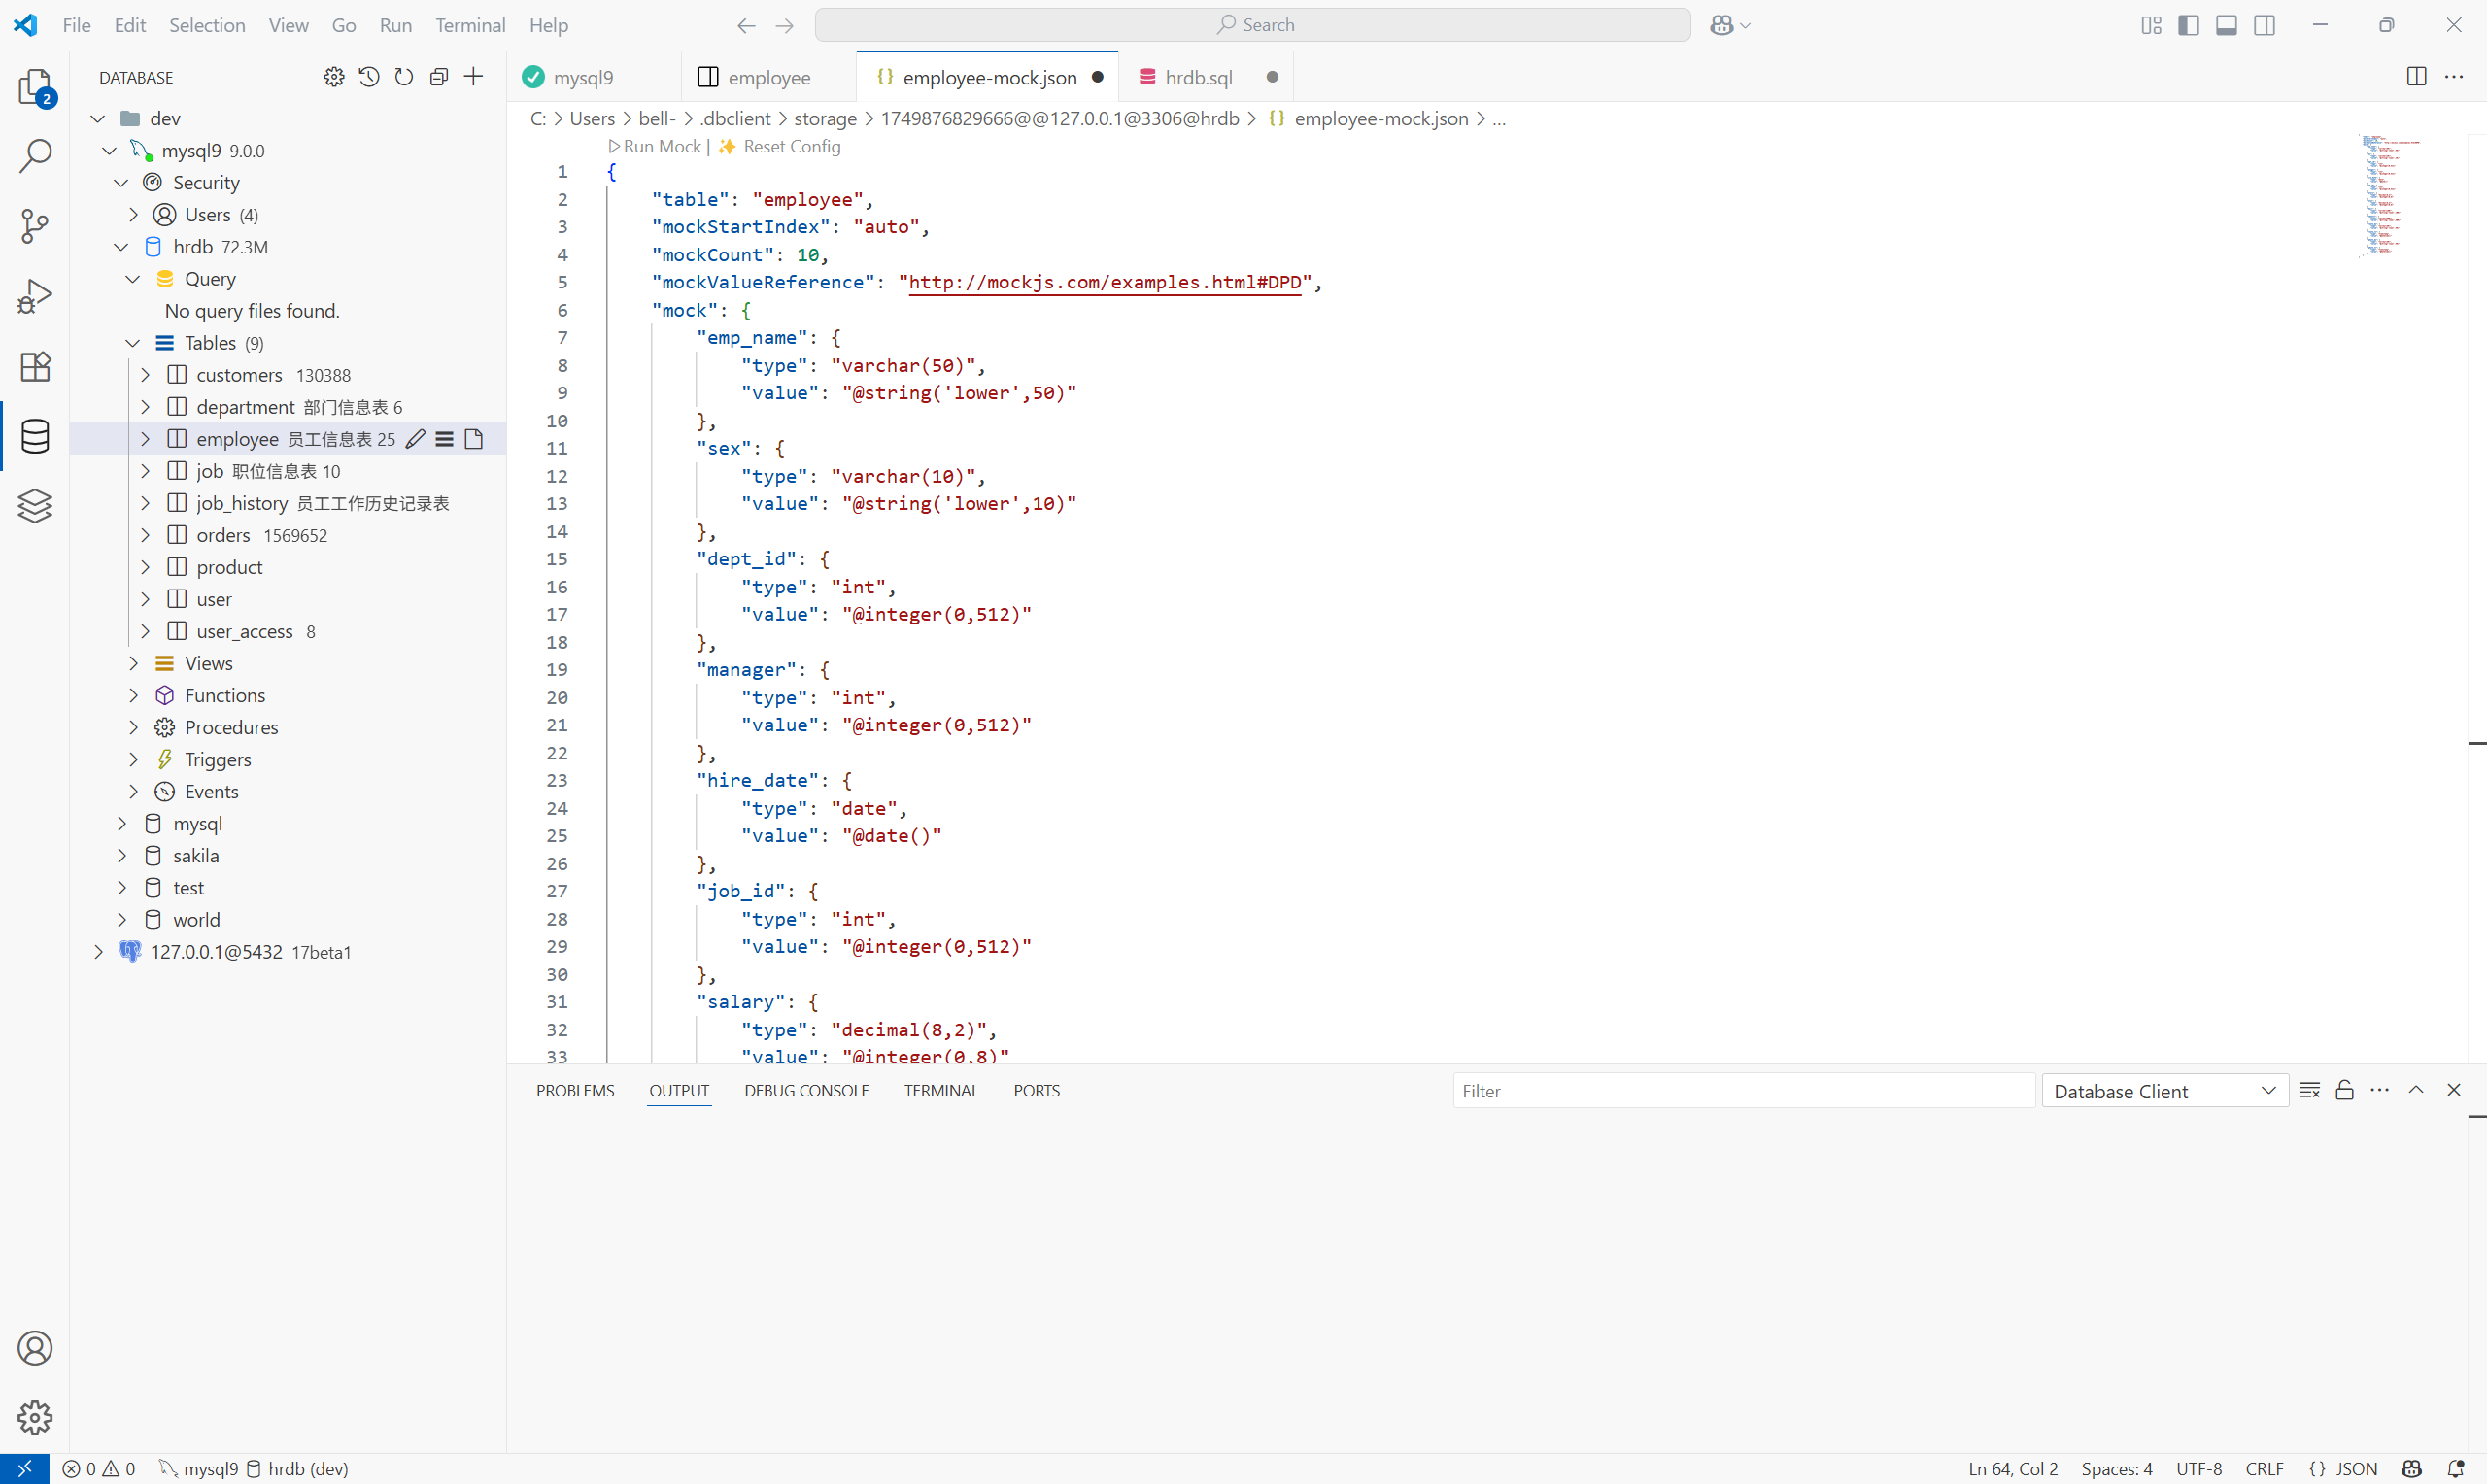 File Edit Selection View Go Run Terminal Help
Search
DATABASE
mysql9
employee
employee-mock.json
hrdb.sql
2
C: > Users > bell- > .dbclient > storage > 1749876829666@@127.0.0.1@3306@hrdb > {} employee-mock.json > ...
dev
mysql9 9.0.0
Security
Users (4)
hrdb 72.3M
Query
No query files found.
Tables (9)
customers 130388
department 部门信息表 6
employee 员工信息表 25
job 职位信息表 10
job_history 员工工作历史记录表
orders 1569652
product
user
user_access 8
Views
Functions
Procedures
Triggers
Events
mysql
sakila
test
world
127.0.0.1@5432 17beta1
Run Mock | ✨ Reset Config
1 {
2 "table": "employee",
3 "mockStartIndex": "auto",
4 "mockCount": 10,
5 "mockValueReference": "http://mockjs.com/examples.html#DPD",
6 "mock": {
7 "emp_name": {
8 "type": "varchar(50)",
9 "value": "@string('lower',50)"
10 },
11 "sex": {
12 "type": "varchar(10)",
13 "value": "@string('lower',10)"
14 },
15 "dept_id": {
16 "type": "int",
17 "value": "@integer(0,512)"
18 },
19 "manager": {
20 "type": "int",
21 "value": "@integer(0,512)"
22 },
23 "hire_date": {
24 "type": "date",
25 "value": "@date()"
26 },
27 "job_id": {
28 "type": "int",
29 "value": "@integer(0,512)"
30 },
31 "salary": {
32 "type": "decimal(8,2)",
33 "value": "@integer(0,8)"
PROBLEMS OUTPUT DEBUG CONSOLE TERMINAL PORTS
Filter
Database Client
0 0 mysql9 hrdb (dev)
Ln 64, Col 2 Spaces: 4 UTF-8 CRLF {} JSON